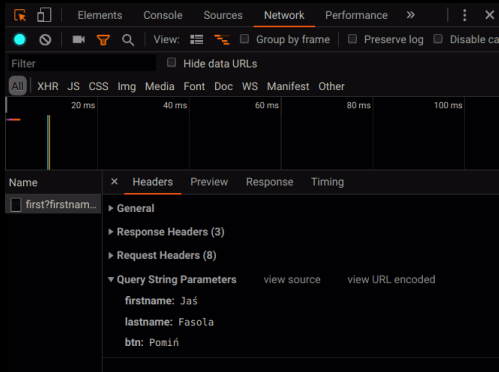 Elements Console Sources Network Performance »
View: Group by frame Preserve log Disable ca
Filter Hide data URLs
All XHR JS CSS Img Media Font Doc WS Manifest Other
20 ms 40 ms 60 ms 80 ms 100 ms
Name × Headers Preview Response Timing
first?firstnam...
General
Response Headers (3)
Request Headers (8)
Query String Parameters view source view URL encoded
firstname: Jaś
lastname: Fasola
btn: Pomiń